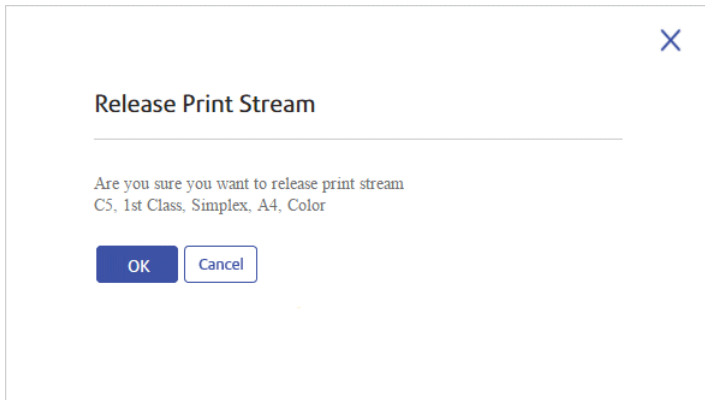 Release Print Stream
Are you sure you want to release print stream
C5, 1st Class, Simplex, A4, Color
OK
Cancel